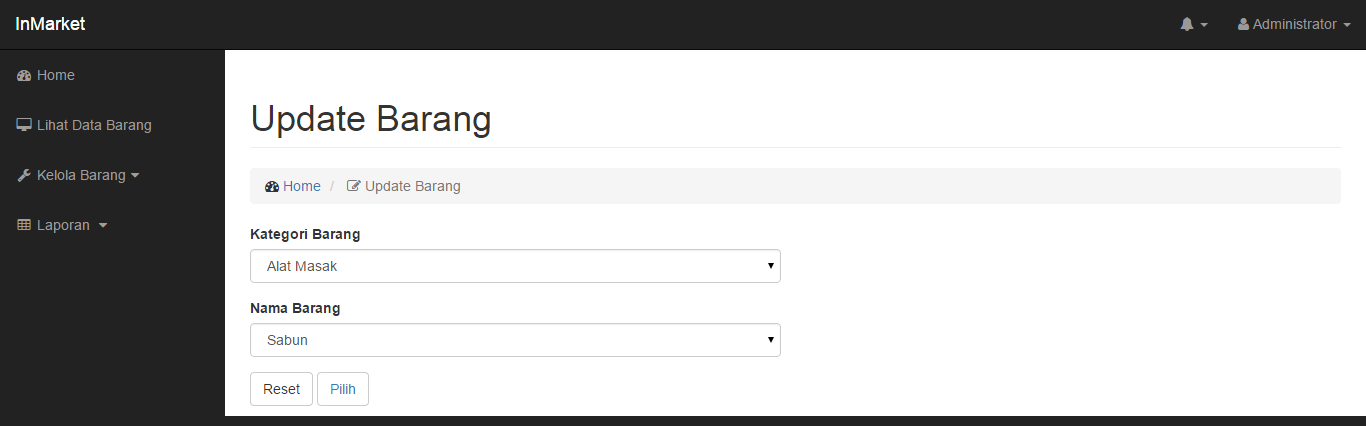 InMarket
Administrator
Home
Lihat Data Barang
Kelola Barang
Laporan
Update Barang
Home / Update Barang
Kategori Barang
Alat Masak
Nama Barang
Sabun
Reset Pilih